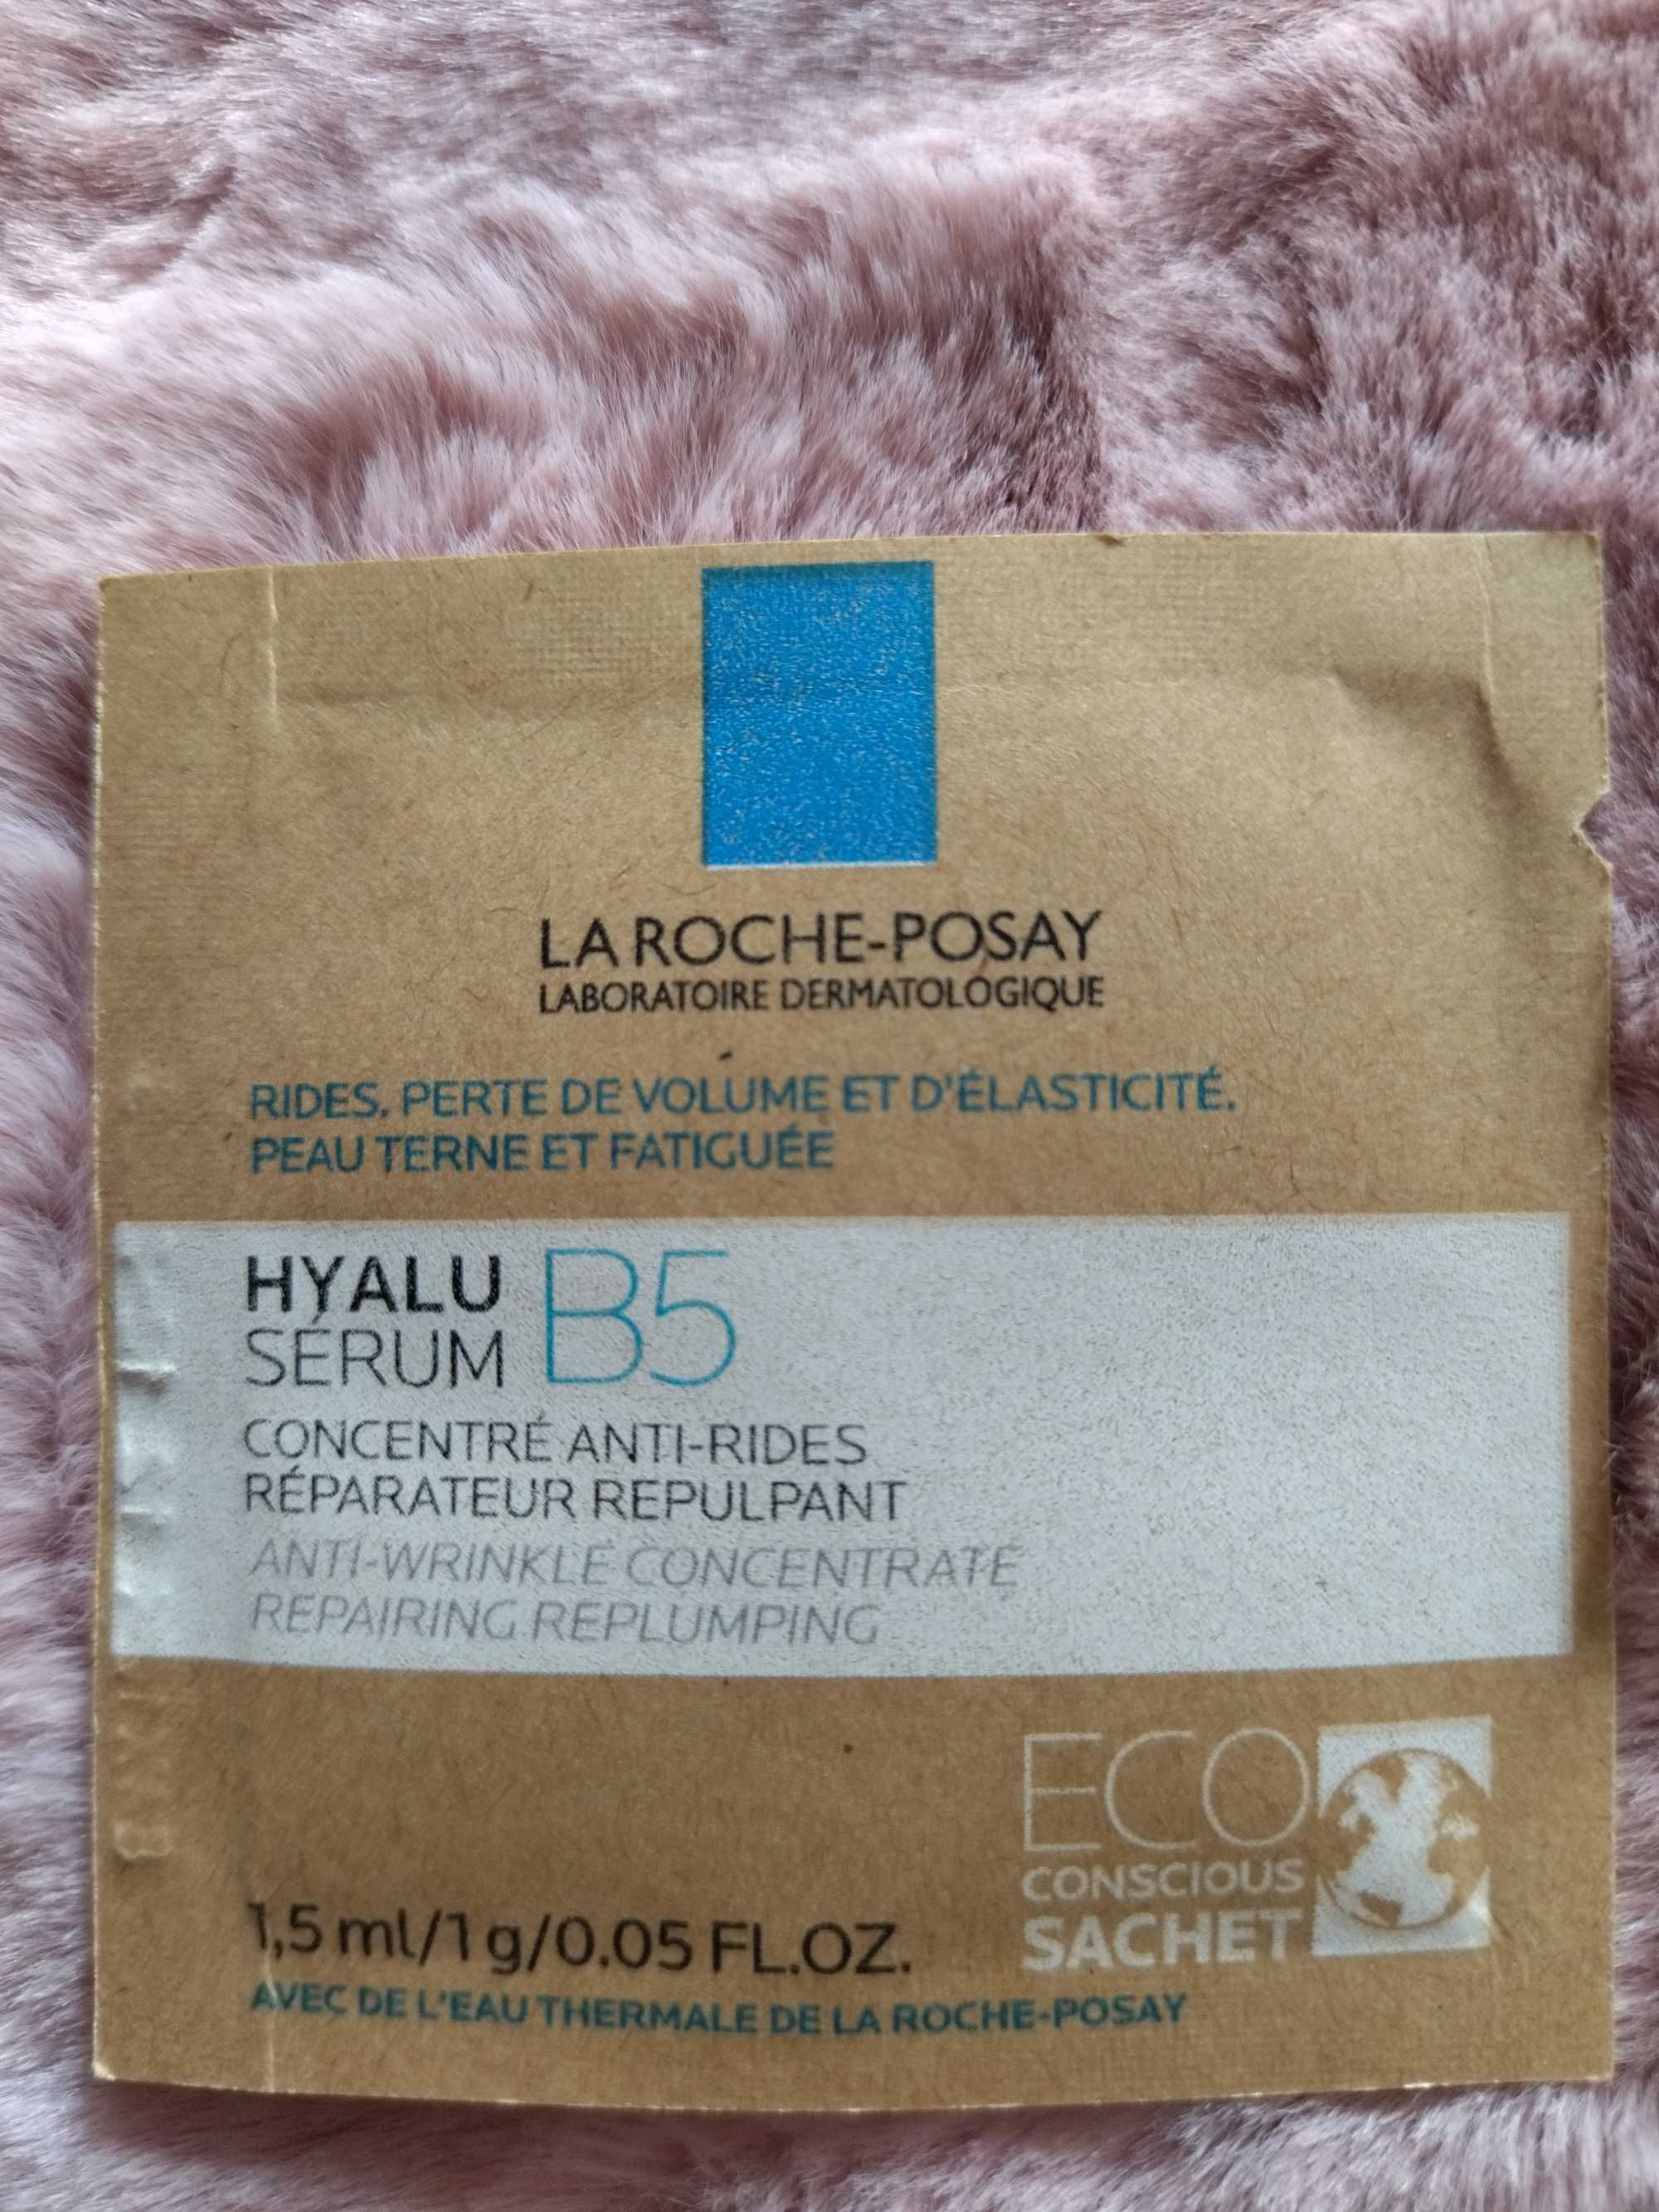 LA ROCHE-POSAY
LABORATOIRE DERMATOLOGIQUE
RIDES. PERTE DE VOLUME ET D'ÉLASTICITÉ.
PEAU TERNE ET FATIGUÉE
HYALU B5
SÉRUM
CONCENTRÉ ANTI-RIDES
RÉPARATEUR REPULPANT
ANTI-WRINKLE CONCENTRATE
REPAIRING REPLUMPING
ECO
CONSCIOUS
SACHET
1,5 ml/1 g/0.05 FL.OZ.
AVEC DE L'EAU THERMALE DE LA ROCHE-POSAY